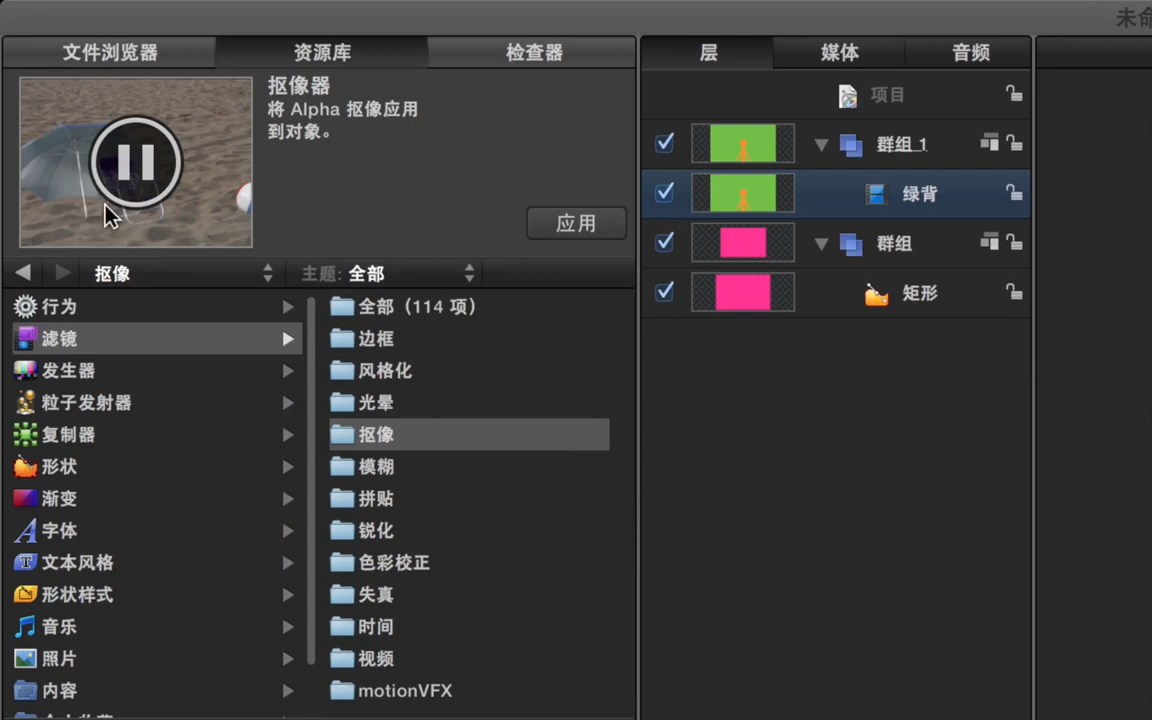 未命
文件浏览器 资源库 检查器
层 媒体 音频
抠像器
将 Alpha 抠像应用
到对象。
应用
抠像 主题: 全部
行为
滤镜
发生器
粒子发射器
复制器
形状
渐变
字体
文本风格
形状样式
音乐
照片
内容
全部（114 项）
边框
风格化
光晕
抠像
模糊
拼贴
锐化
色彩校正
失真
时间
视频
motionVFX
项目
群组 1
绿背
群组
矩形